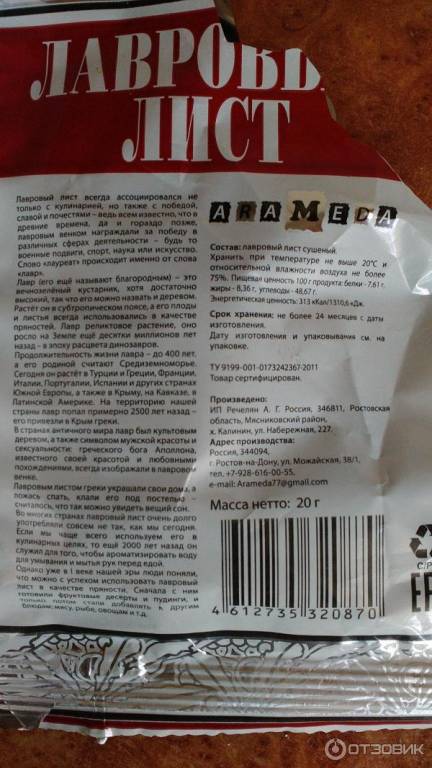 ЛАВРОВЫ
ЛИСТ
Лавровый лист всегда ассоциировался не
только с кулинарией, но также с победой,
славой и почестями – ведь всем известно, что в
древние времена, да и гораздо позже,
лавровым венком награждали за победу в
различных сферах деятельности – будь то
военные подвиги, спорт, наука или искусство.
Слово «лауреат» происходит именно от слова
«лавр».
Лавр (его ещё называют благородным) – это
вечнозелёный кустарник, хотя достаточно
высокий, так что его можно назвать и деревом.
Растёт он в субтропическом поясе, а его плоды
и листья всегда использовались в качестве
пряностей. Лавр реликтовое растение, оно
росло на Земле ещё десятки миллионов лет
назад – в эпоху расцвета динозавров.
Продолжительность жизни лавра – до 400 лет,
а его родиной считают Средиземноморье.
Сегодня он растёт в Турции и Греции, Франции,
Италии, Португалии, Испании и других странах
Южной Европы, а также в Крыму, на Кавказе, в
Латинской Америке. На территорию нашей
страны лавр попал примерно 2500 лет назад –
его привезли в Крым греки.
В странах античного мира лавр был культовым
деревом, а также символом мужской красоты и
сексуальности: греческого бога Аполлона,
известного своей красотой и любовными
похождениями, всегда изображали в лавровом
венке.
Лавровым листом греки украшали свои дома, а
ложась спать, клали его под постелью –
считалось, что так можно увидеть вещий сон.
Во многих странах лавровый лист очень долго
употребляли совсем не так, как мы сегодня.
Если мы чаще всего используем его в
кулинарных целях, то ещё 2000 лет назад он
служил для того, чтобы ароматизировать воду
для умывания и мытья рук перед едой.
Однако уже в I веке нашей эры люди поняли,
что можно с успехом использовать лавровый
лист в качестве пряности. Сначала с ним
готовили фруктовые десерты и пудинги, и
только потом стали добавлять к другим
блюдам: мясу, рыбе, овощам и т.д.
ARAMEDA
Состав: лавровый лист сушеный.
Хранить при температуре не выше 20°С и
относительной влажности воздуха не более
75%. Пищевая ценность 100 г продукта: белки - 7,61 г.
жиры - 8,36 г, углеводы - 48,67 г.
Энергетическая ценность: 313 кКал/1310,6 кДж.
Срок хранения: не более 24 месяцев с даты
изготовления.
Дата изготовления и упаковывания см. на
упаковке.
ТУ 9199-001-0173242367-2011
Товар сертифицирован.
Произведено:
ИП Речелян А. Г. Россия, 346811, Ростовская
область, Мясниковский район,
х. Калинин, ул. Набережная, 227.
Адрес производства:
Россия, 344094,
г. Ростов-на-Дону, ул. Можайская, 38/1,
тел. +7-928-616-00-55,
e-mail: Arameda77@gmail.com
Масса нетто: 20 г
4 612735 320870
С/РР
ОТЗОВИК